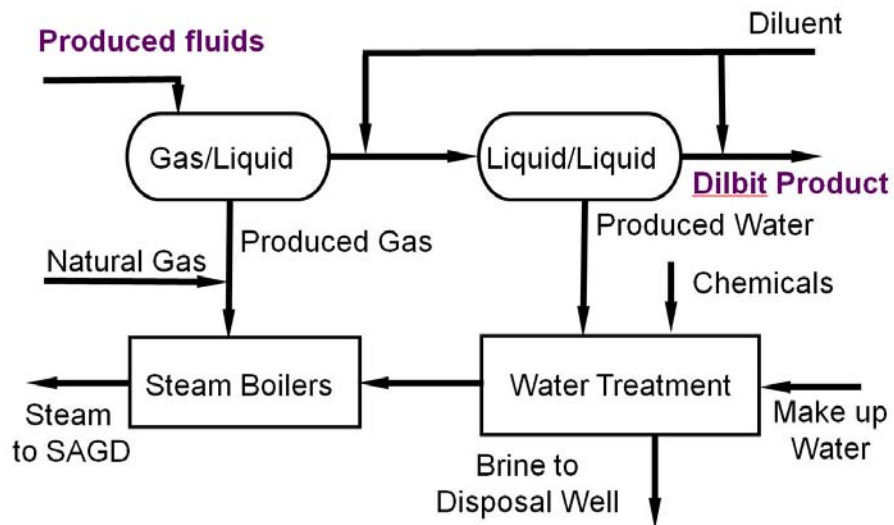 Produced fluids
Diluent
Gas/Liquid
Liquid/Liquid
Dilbit Product
Produced Gas
Produced Water
Natural Gas
Chemicals
Steam Boilers
Water Treatment
Steam
to SAGD
Make up
Water
Brine to
Disposal Well